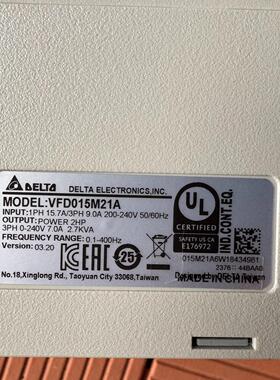 DELTA DELTA ELECTRONICS,INC.
MODEL:VFD015M21A
INPUT:1PH 15.7A/3PH 9.0A 200-240V 50/60Hz
OUTPUT: POWER 2HP
3PH 0-240V 7.0A 2.7KVA
FREQUENCY RANGE:
0.1-400Hz
Version: 03.20
UL
CERTIFIED
SAFETY US CA
E176972
IND.CONT.EQ.
EAC
25
015M21A6W18434981
No.18,Xinglong Rd., Taoyuan City 33068,Taiwan
MADE IN CHINA